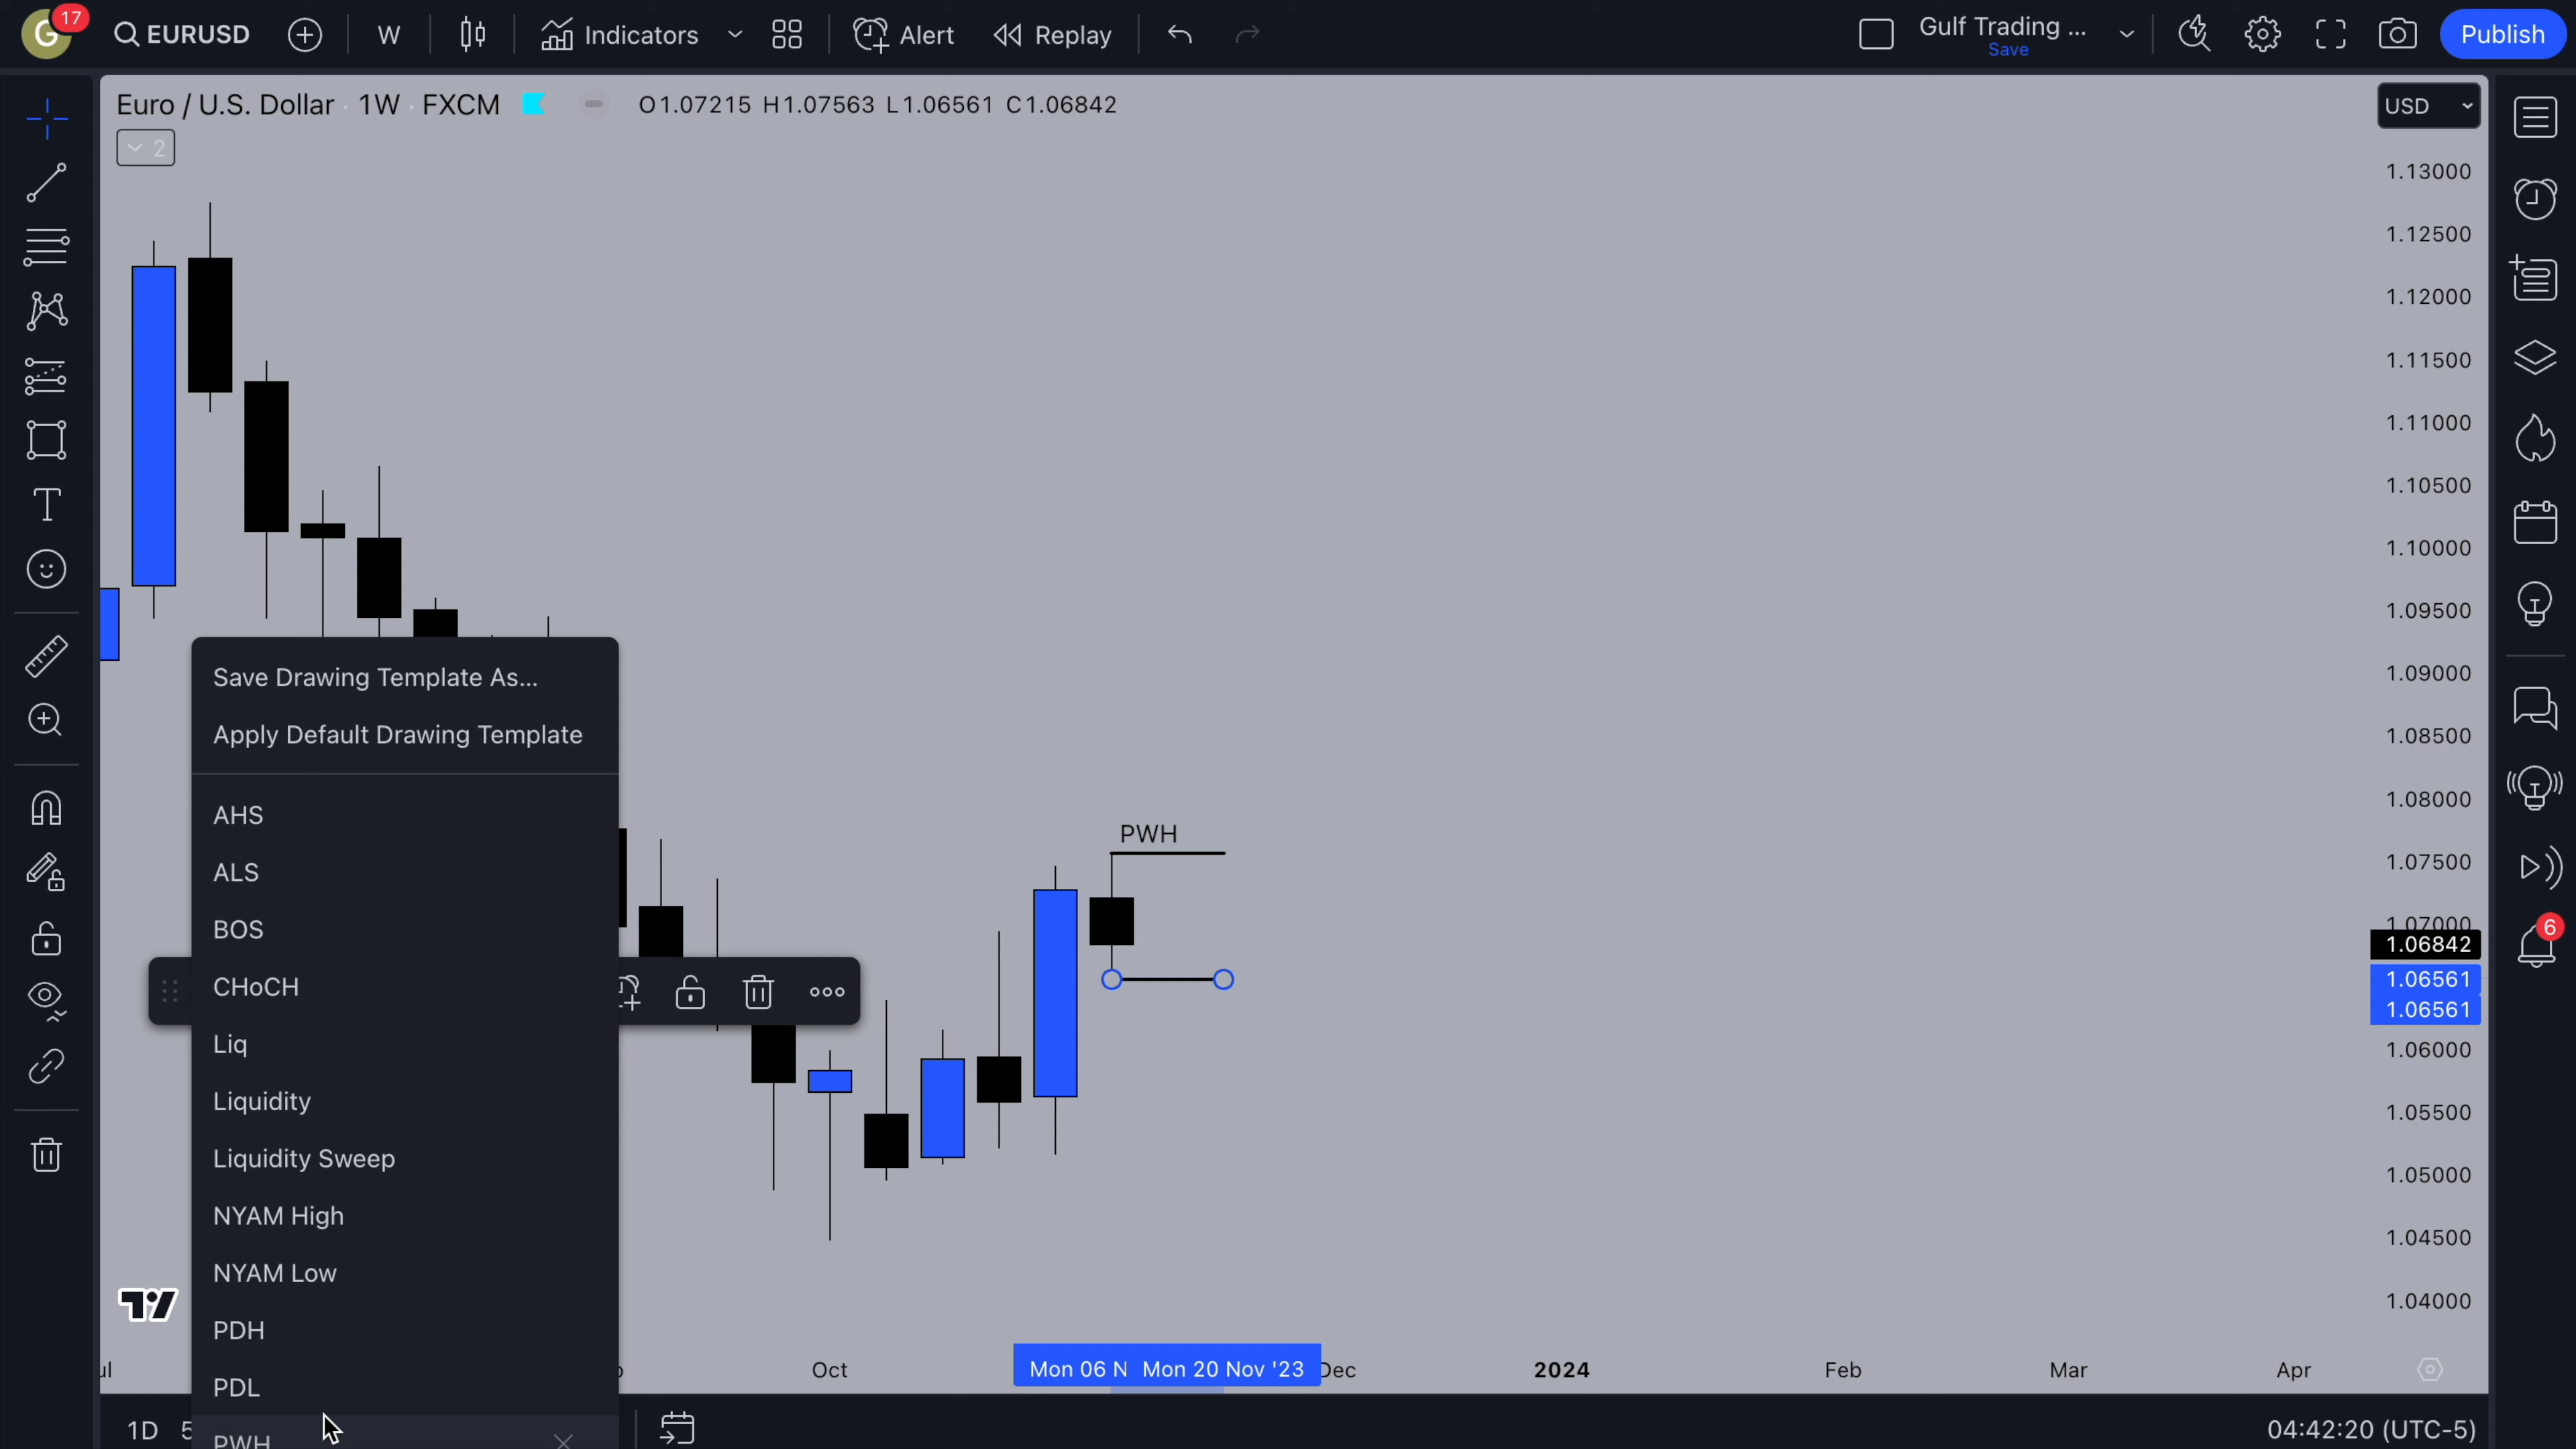 G 17 EURUSD W Indicators Alert Replay Gulf Trading ... Save Publish
Euro / U.S. Dollar · 1W · FXCM O1.07215 H1.07563 L1.06561 C1.06842
USD
2
1.13000
1.12500
1.12000
1.11500
1.11000
1.10500
1.10000
1.09500
1.09000
1.08500
1.08000
1.07500
1.07000
1.06842
1.06561
1.06561
1.06000
1.05500
1.05000
1.04500
1.04000
6
Save Drawing Template As...
Apply Default Drawing Template
AHS
ALS
BOS
CHoCH
Liq
Liquidity
Liquidity Sweep
NYAM High
NYAM Low
PDH
PDL
PWH
PWH
Oct Mon 06 N Mon 20 Nov '23 Dec 2024 Feb Mar Apr
1D 5
04:42:20 (UTC-5)